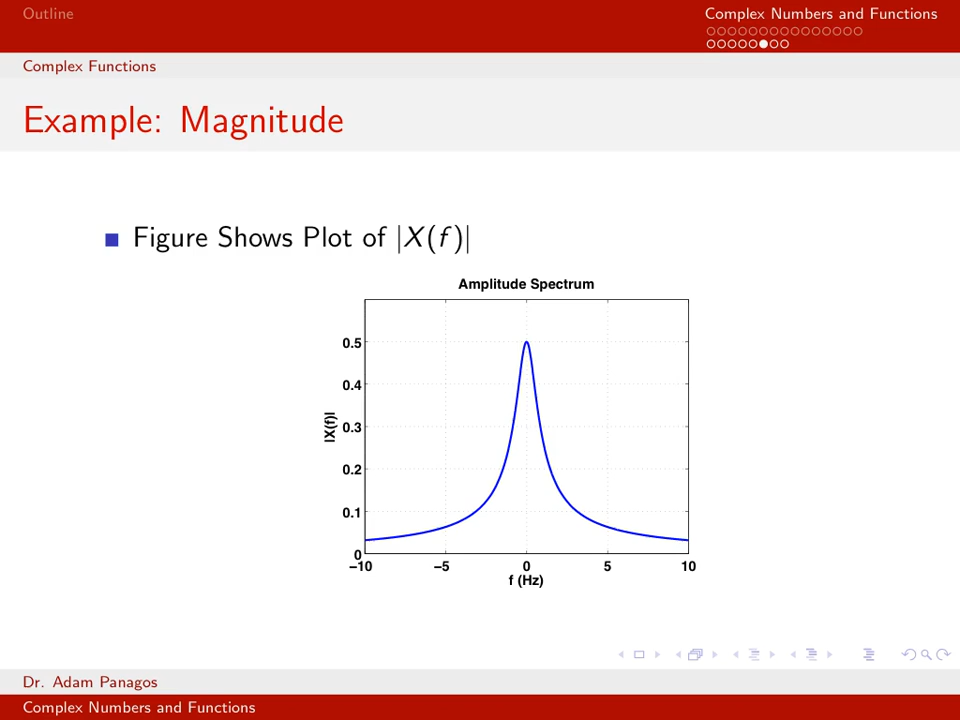 Outline
Complex Numbers and Functions
Complex Functions
Example: Magnitude
Figure Shows Plot of |X(f)|
Amplitude Spectrum
|X(f)|
0.5
0.4
0.3
0.2
0.1
0
−10 −5 0 5 10
f (Hz)
Dr. Adam Panagos
Complex Numbers and Functions